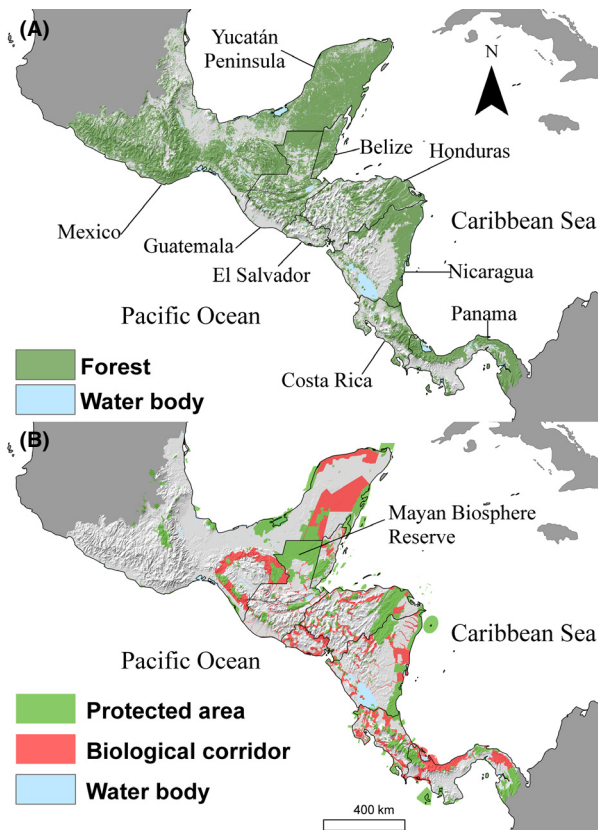 (A)
Yucatán
Peninsula
N
Belize
Honduras
Caribbean Sea
Mexico
Guatemala
El Salvador
Nicaragua
Pacific Ocean
Panama
Forest
Costa Rica
Water body
(B)
Mayan Biosphere
Reserve
Caribbean Sea
Pacific Ocean
Protected area
Biological corridor
Water body
400 km